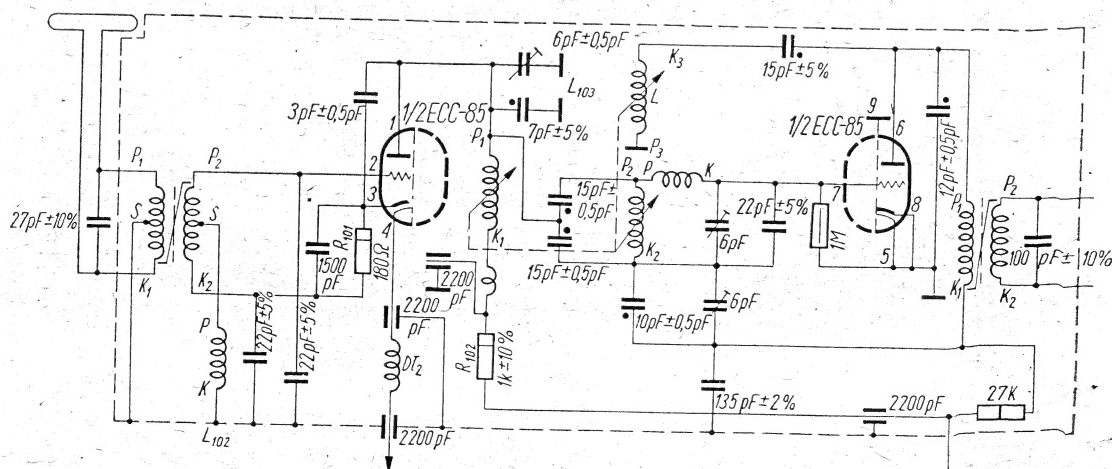 6pF±0,5pF
K3
15pF±5%
L103
L
3pF±0,5pF
1/2ECC-85
7pF±5%
1/2ECC-85
9
6
12pF±0,5pF
1
P1
P3
P1
P2
2
P2
P
K
15pF±
0,5pF
7
8
P1
P2
S
S
3
22pF±5%
27pF±10%
4
R101
180Ω
1500
pF
K1
K2
6pF
1M
5
100
pF±10%
K1
K2
2200
pF
15pF±0,5pF
K1
K2
P
22pF±5%
22pF±5%
2200
pF
10pF±0,5pF
6pF
K
DT2
R102
1k±10%
135pF±2%
2200pF
27K
L102
2200pF